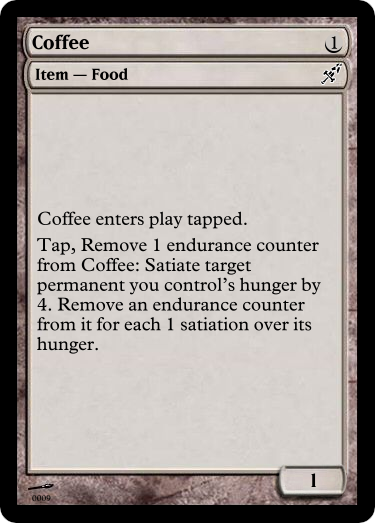 Coffee 1
Item — Food
Coffee enters play tapped.
Tap, Remove 1 endurance counter
from Coffee: Satiate target
permanent you control's hunger by
4. Remove an endurance counter
from it for each 1 satiation over its
hunger.
1
0009